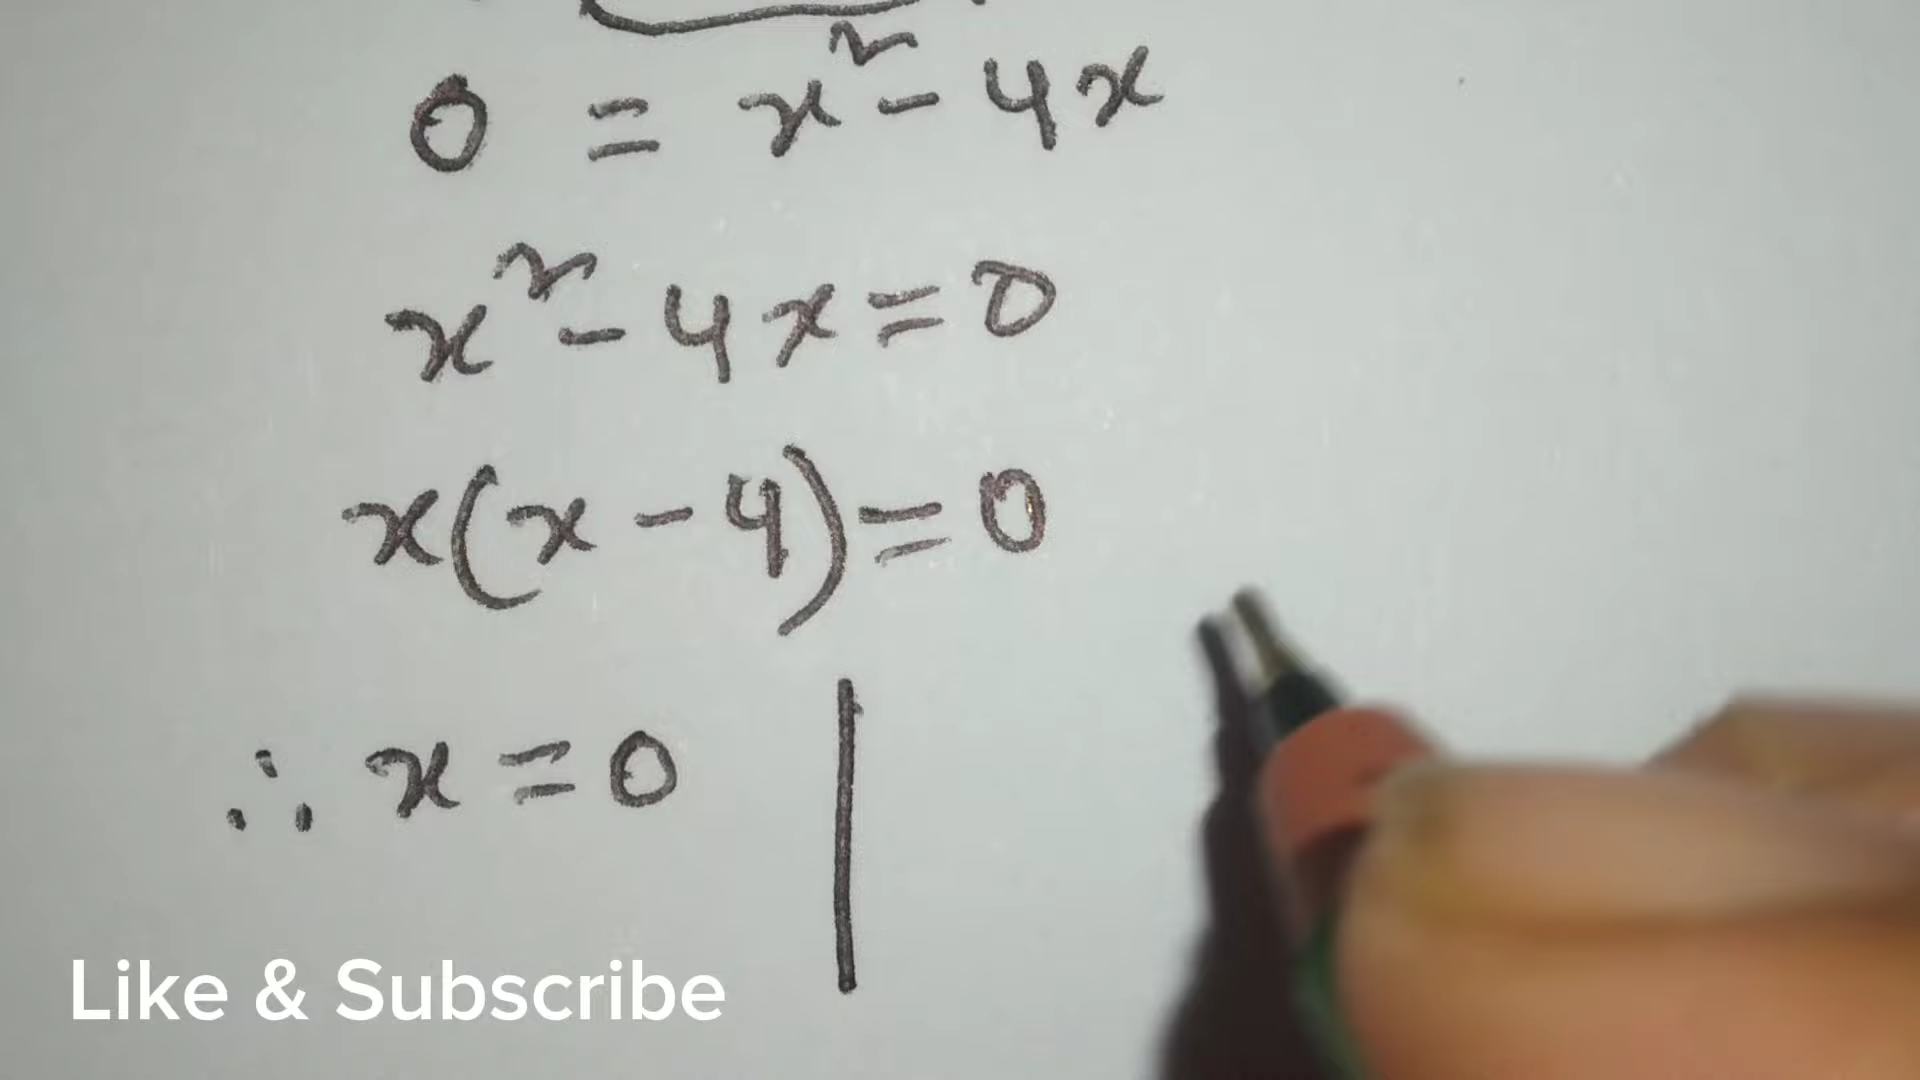 0 = x² - 4x
x² - 4x = 0
x(x - 4) = 0
∴ x = 0
Like & Subscribe